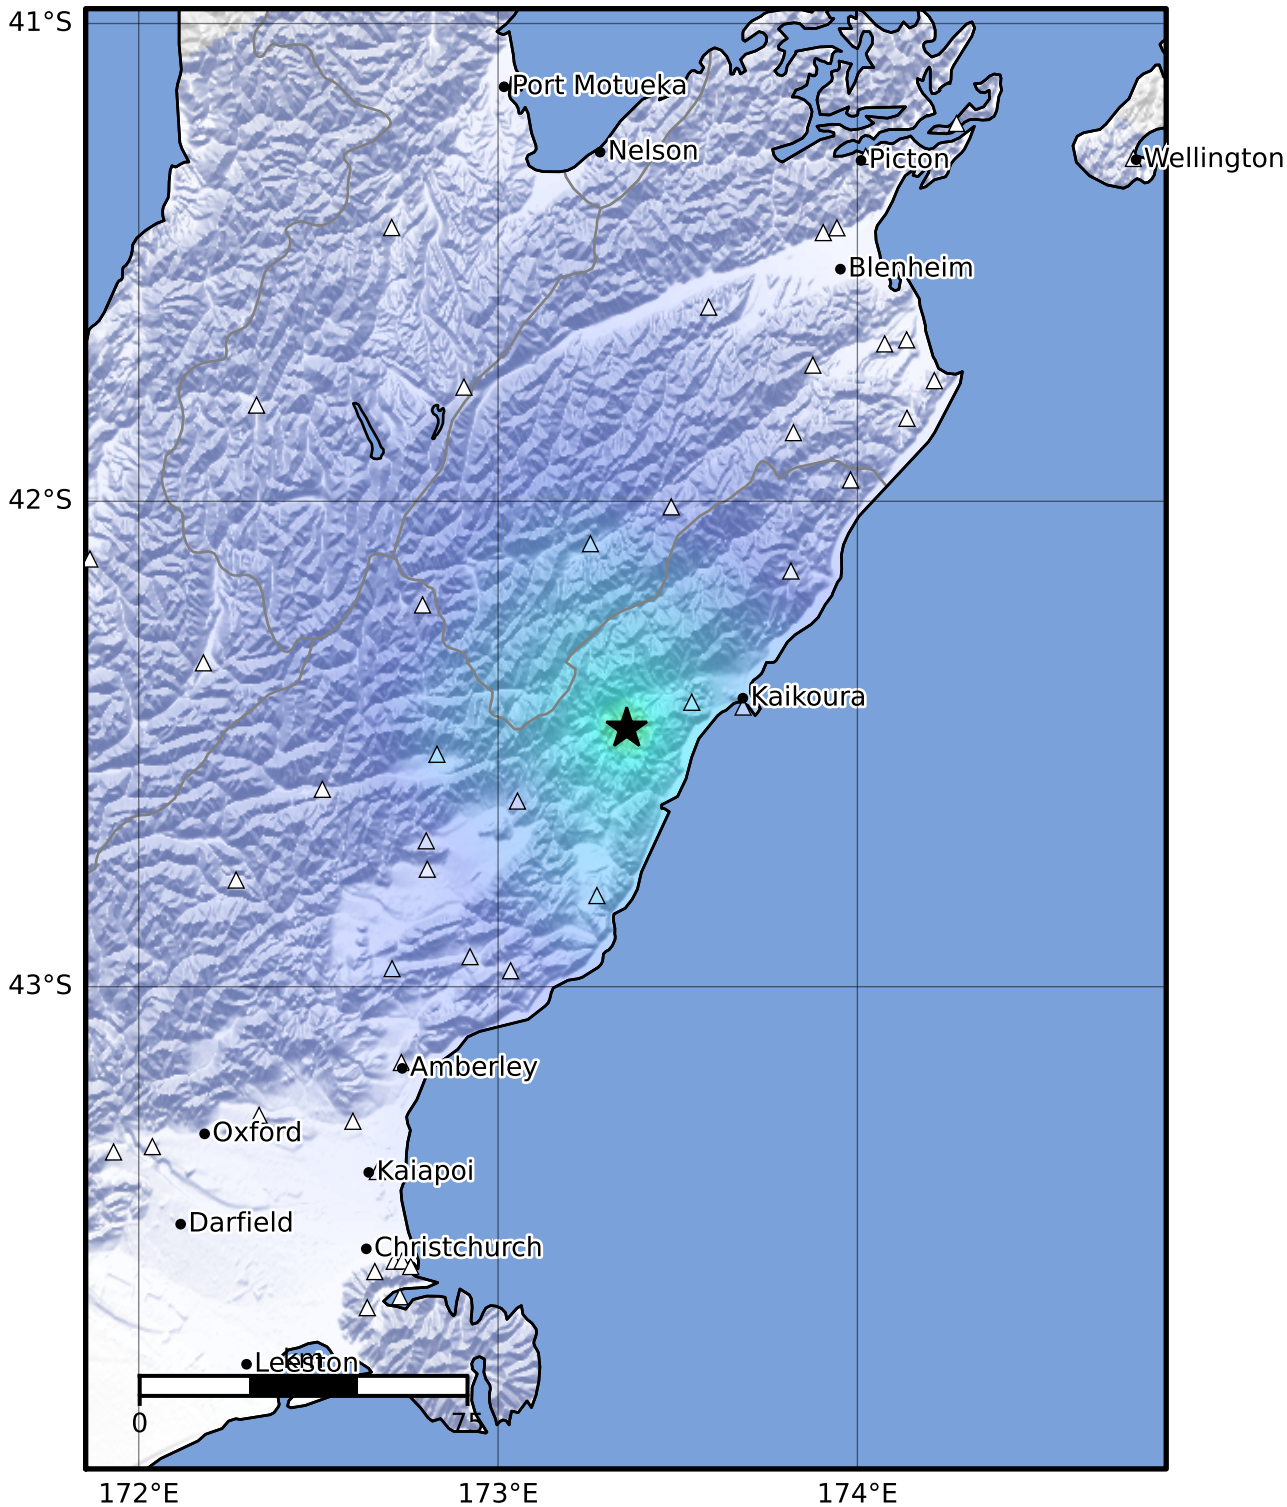 41°S
Port Motueka
Nelson
Picton
Wellington
Blenheim
42°S
Kaikoura
43°S
Amberley
Oxford
Kaiapoi
Darfield
Christchurch
km
Leeston
0 75
172°E 173°E 174°E